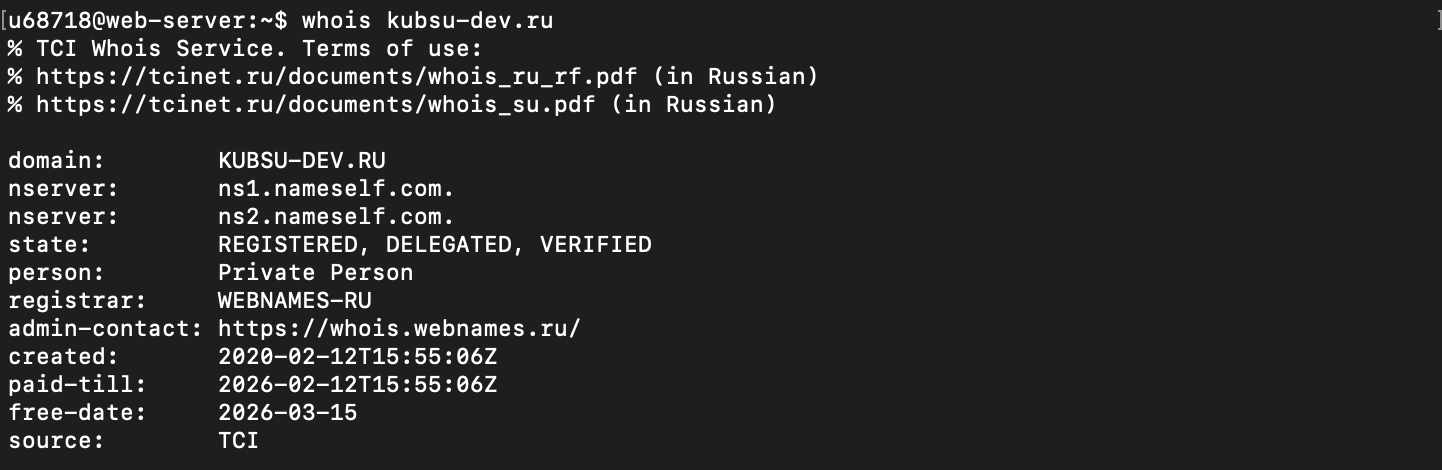 [u68718@web-server:~$ whois kubsu-dev.ru ]
% TCI Whois Service. Terms of use:
% https://tcinet.ru/documents/whois_ru_rf.pdf (in Russian)
% https://tcinet.ru/documents/whois_su.pdf (in Russian)

domain:        KUBSU-DEV.RU
nserver:       ns1.nameself.com.
nserver:       ns2.nameself.com.
state:         REGISTERED, DELEGATED, VERIFIED
person:        Private Person
registrar:     WEBNAMES-RU
admin-contact: https://whois.webnames.ru/
created:       2020-02-12T15:55:06Z
paid-till:     2026-02-12T15:55:06Z
free-date:     2026-03-15
source:        TCI